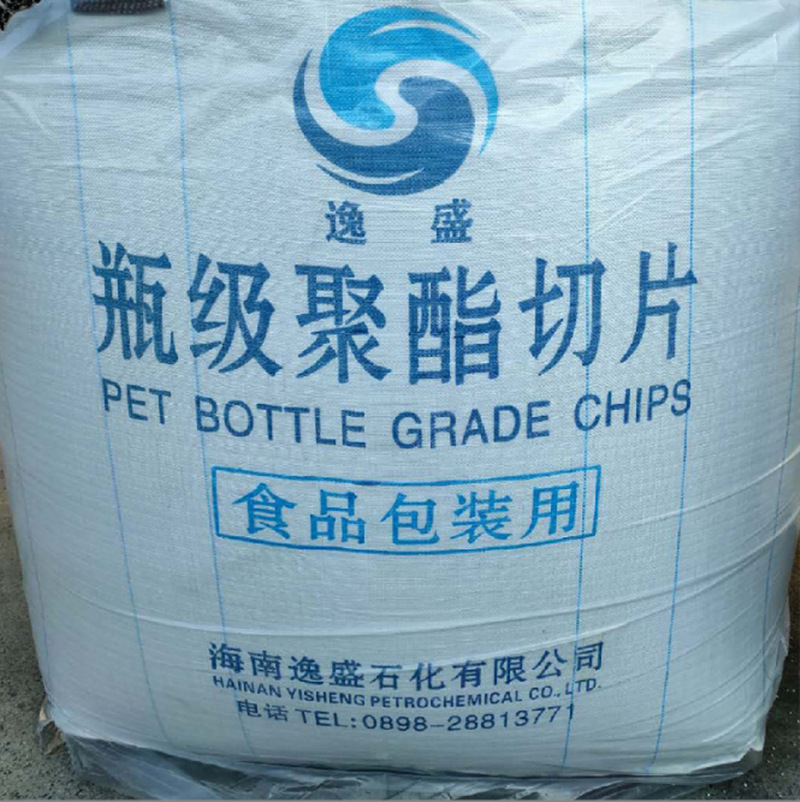 逸盛
瓶级聚酯切片
PET BOTTLE GRADE CHIPS
食品包装用
海南逸盛石化有限公司
HAINAN YISHENG PETROCHEMICAL CO., LTD.
电话 TEL:0898-28813771